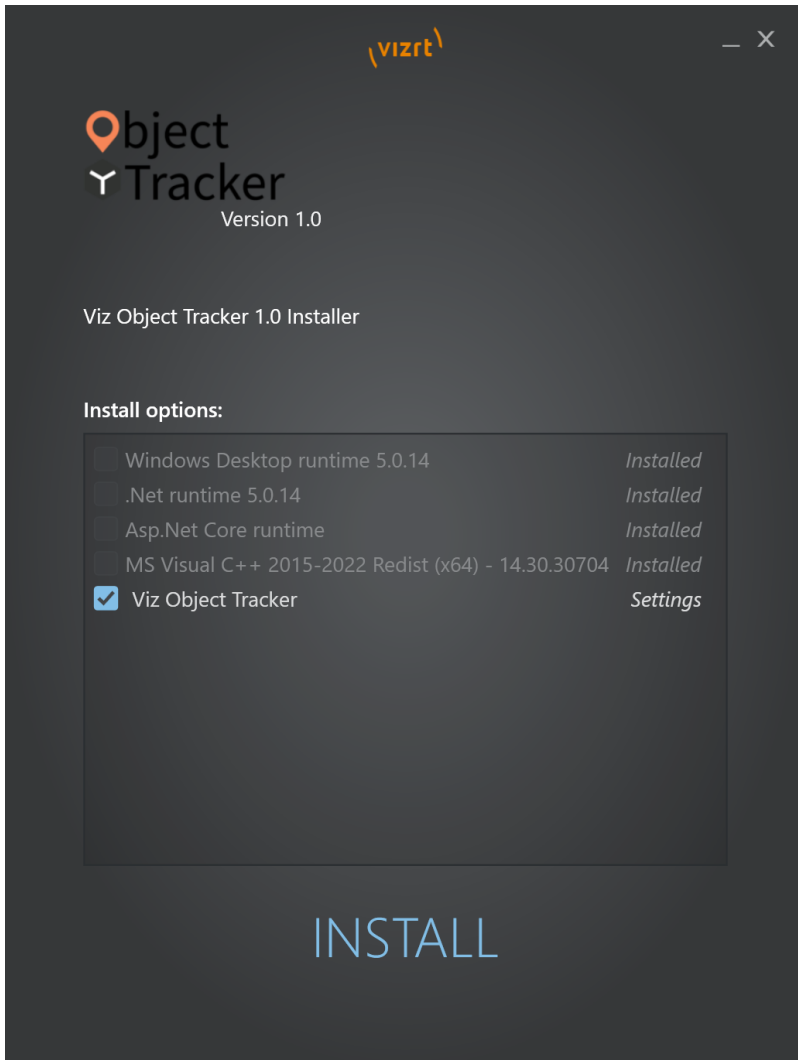 vızrt
Object
Tracker
Version 1.0
Viz Object Tracker 1.0 Installer
Install options:
Windows Desktop runtime 5.0.14 Installed
.Net runtime 5.0.14 Installed
Asp.Net Core runtime Installed
MS Visual C++ 2015-2022 Redist (x64) - 14.30.30704 Installed
Viz Object Tracker Settings
INSTALL